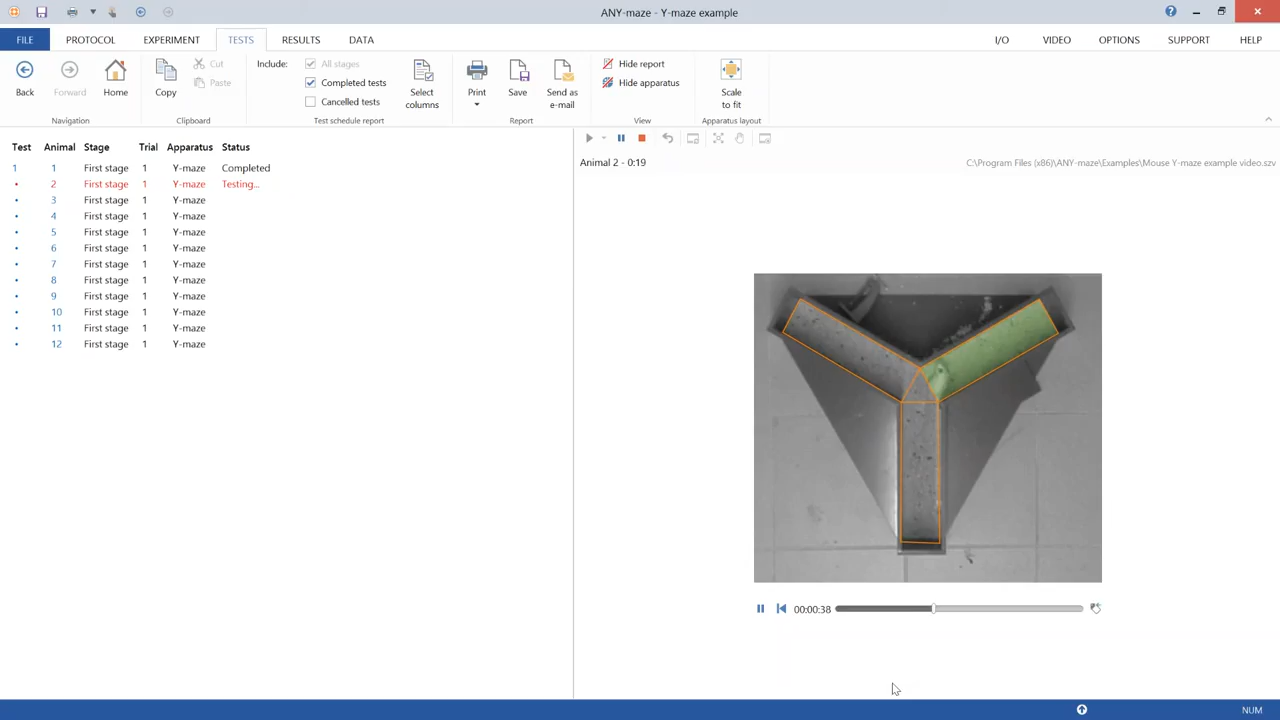 ANY-maze - Y-maze example
FILE PROTOCOL EXPERIMENT TESTS RESULTS DATA I/O VIDEO OPTIONS SUPPORT HELP
Back Forward Home
Navigation
Copy Cut Paste
Clipboard
Include: All stages
Completed tests
Cancelled tests
Select columns
Test schedule report
Print Save Send as e-mail
Report
Hide report
Hide apparatus
View
Scale to fit
Apparatus layout
Test Animal Stage Trial Apparatus Status
1 1 First stage 1 Y-maze Completed
• 2 First stage 1 Y-maze Testing...
• 3 First stage 1 Y-maze
• 4 First stage 1 Y-maze
• 5 First stage 1 Y-maze
• 6 First stage 1 Y-maze
• 7 First stage 1 Y-maze
• 8 First stage 1 Y-maze
• 9 First stage 1 Y-maze
• 10 First stage 1 Y-maze
• 11 First stage 1 Y-maze
• 12 First stage 1 Y-maze
Animal 2 - 0:19 C:\Program Files (x86)\ANY-maze\Examples\Mouse Y-maze example video.szv
00:00:38
NUM